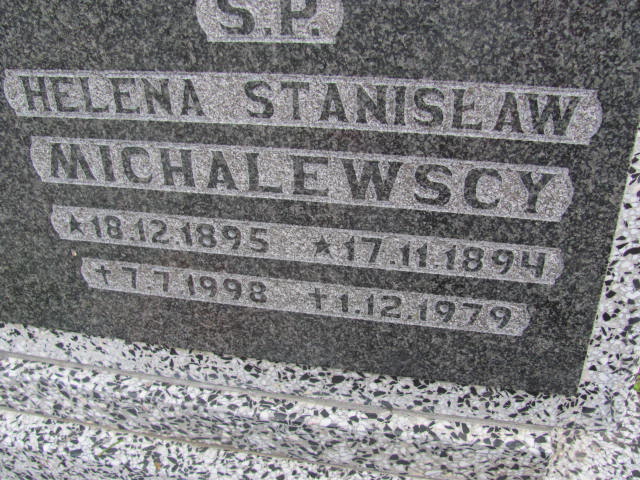 S.P.
HELENA STANISŁAW
MICHALEWSCY
★18.12.1895 ★17.11.1894
✝7.7.1998 ✝1.12.1979